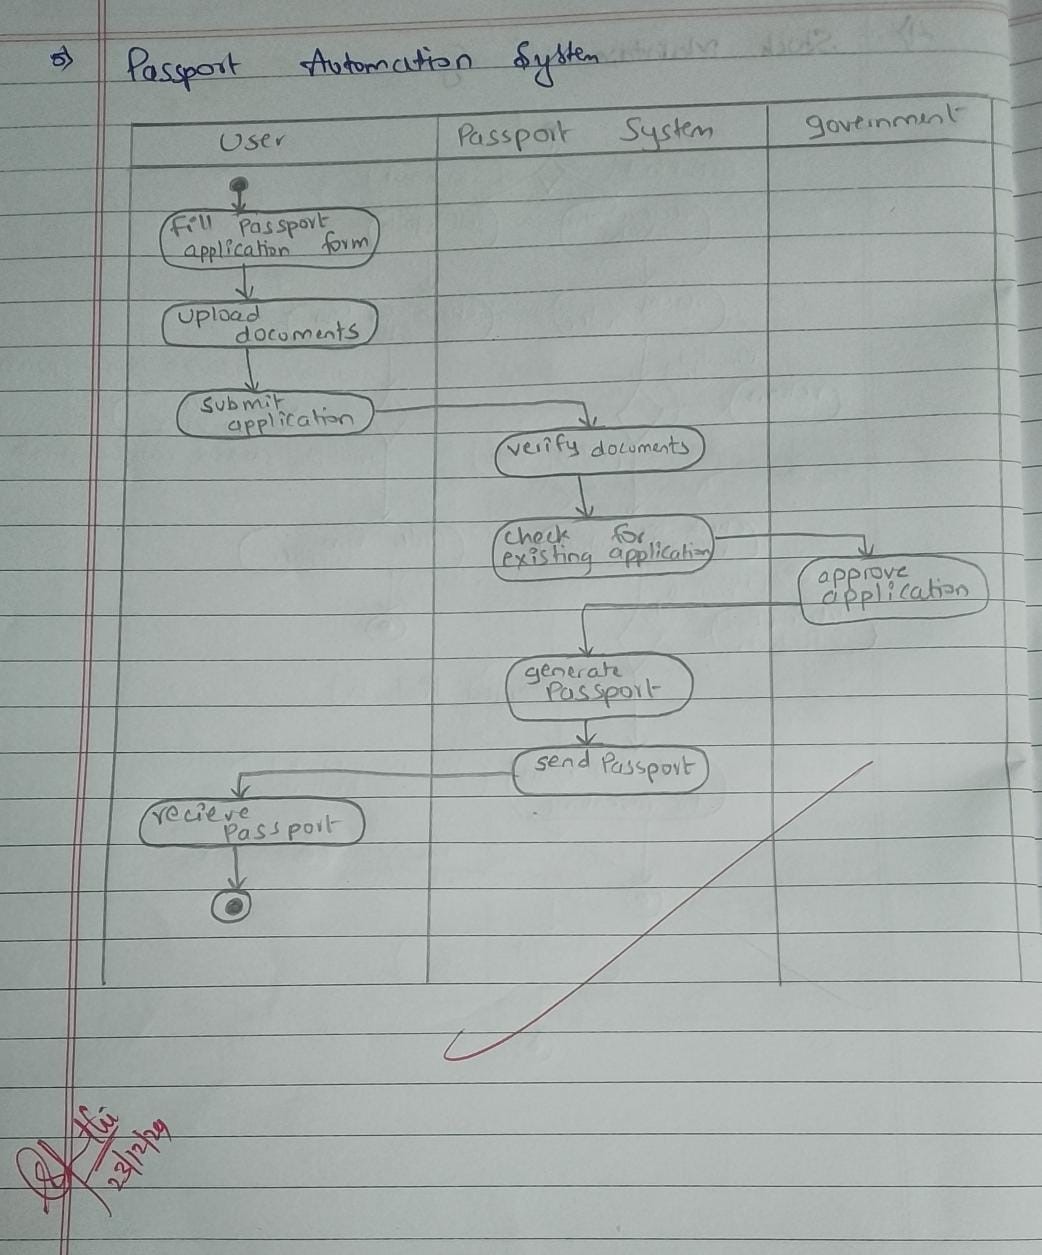 5) Passport Automation System
User Passport System government
Fill Passport
application form
Upload
documents
submit
application
verify documents
check for
existing application
approve
application
generate
Passport
send Passport
recieve
Passport
23/12/24